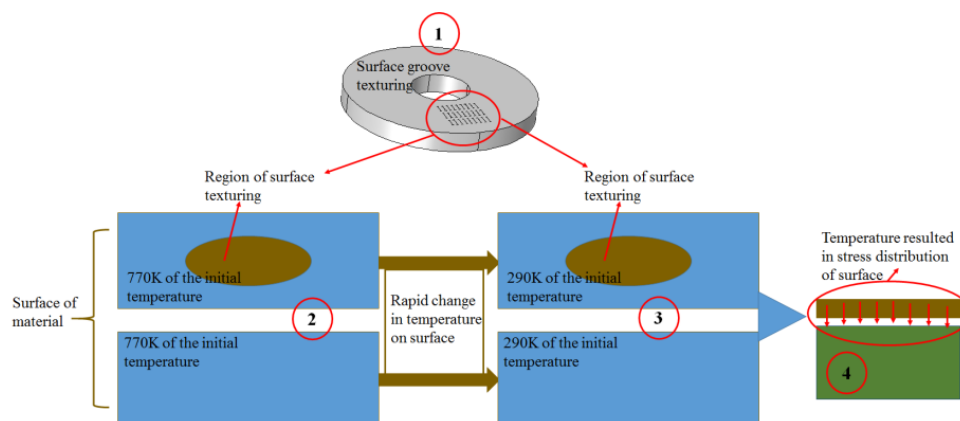 1
Surface groove
texturing
Region of surface
texturing
Region of surface
texturing
Surface of
material
770K of the initial
temperature
2
770K of the initial
temperature
Rapid change
in temperature
on surface
290K of the initial
temperature
3
290K of the initial
temperature
Temperature resulted
in stress distribution
of surface
4